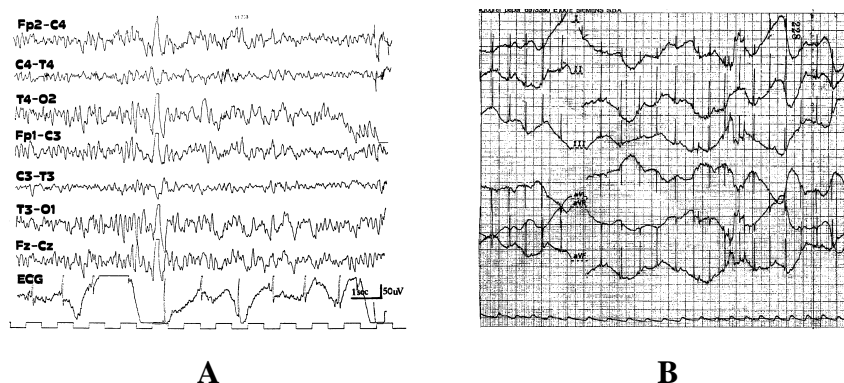 Fp2-C4
C4-T4
T4-O2
Fp1-C3
C3-T3
T3-O1
Fz-Cz
ECG
1sec
50uV
II
III
aVL
aVR
aVF
228
A
B